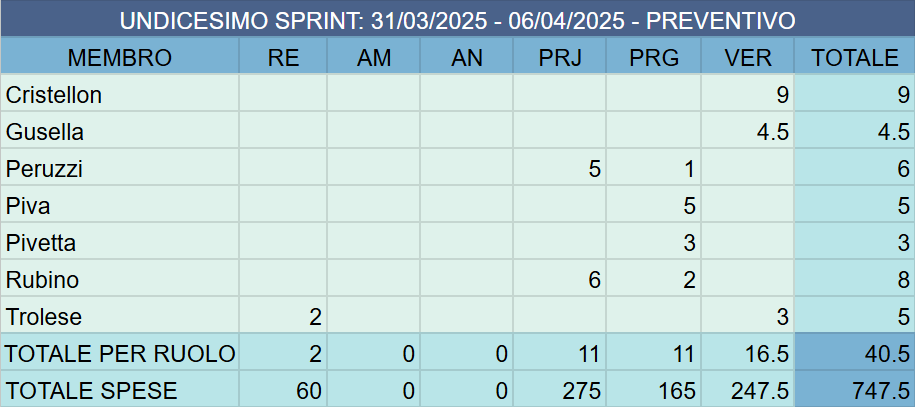 UNDICESIMO SPRINT: 31/03/2025 - 06/04/2025 - PREVENTIVO
MEMBRO RE AM AN PRJ PRG VER TOTALE
Cristellon 9 9
Gusella 4.5 4.5
Peruzzi 5 1 6
Piva 5 5
Pivetta 3 3
Rubino 6 2 8
Trolese 2 3 5
TOTALE PER RUOLO 2 0 0 11 11 16.5 40.5
TOTALE SPESE 60 0 0 275 165 247.5 747.5